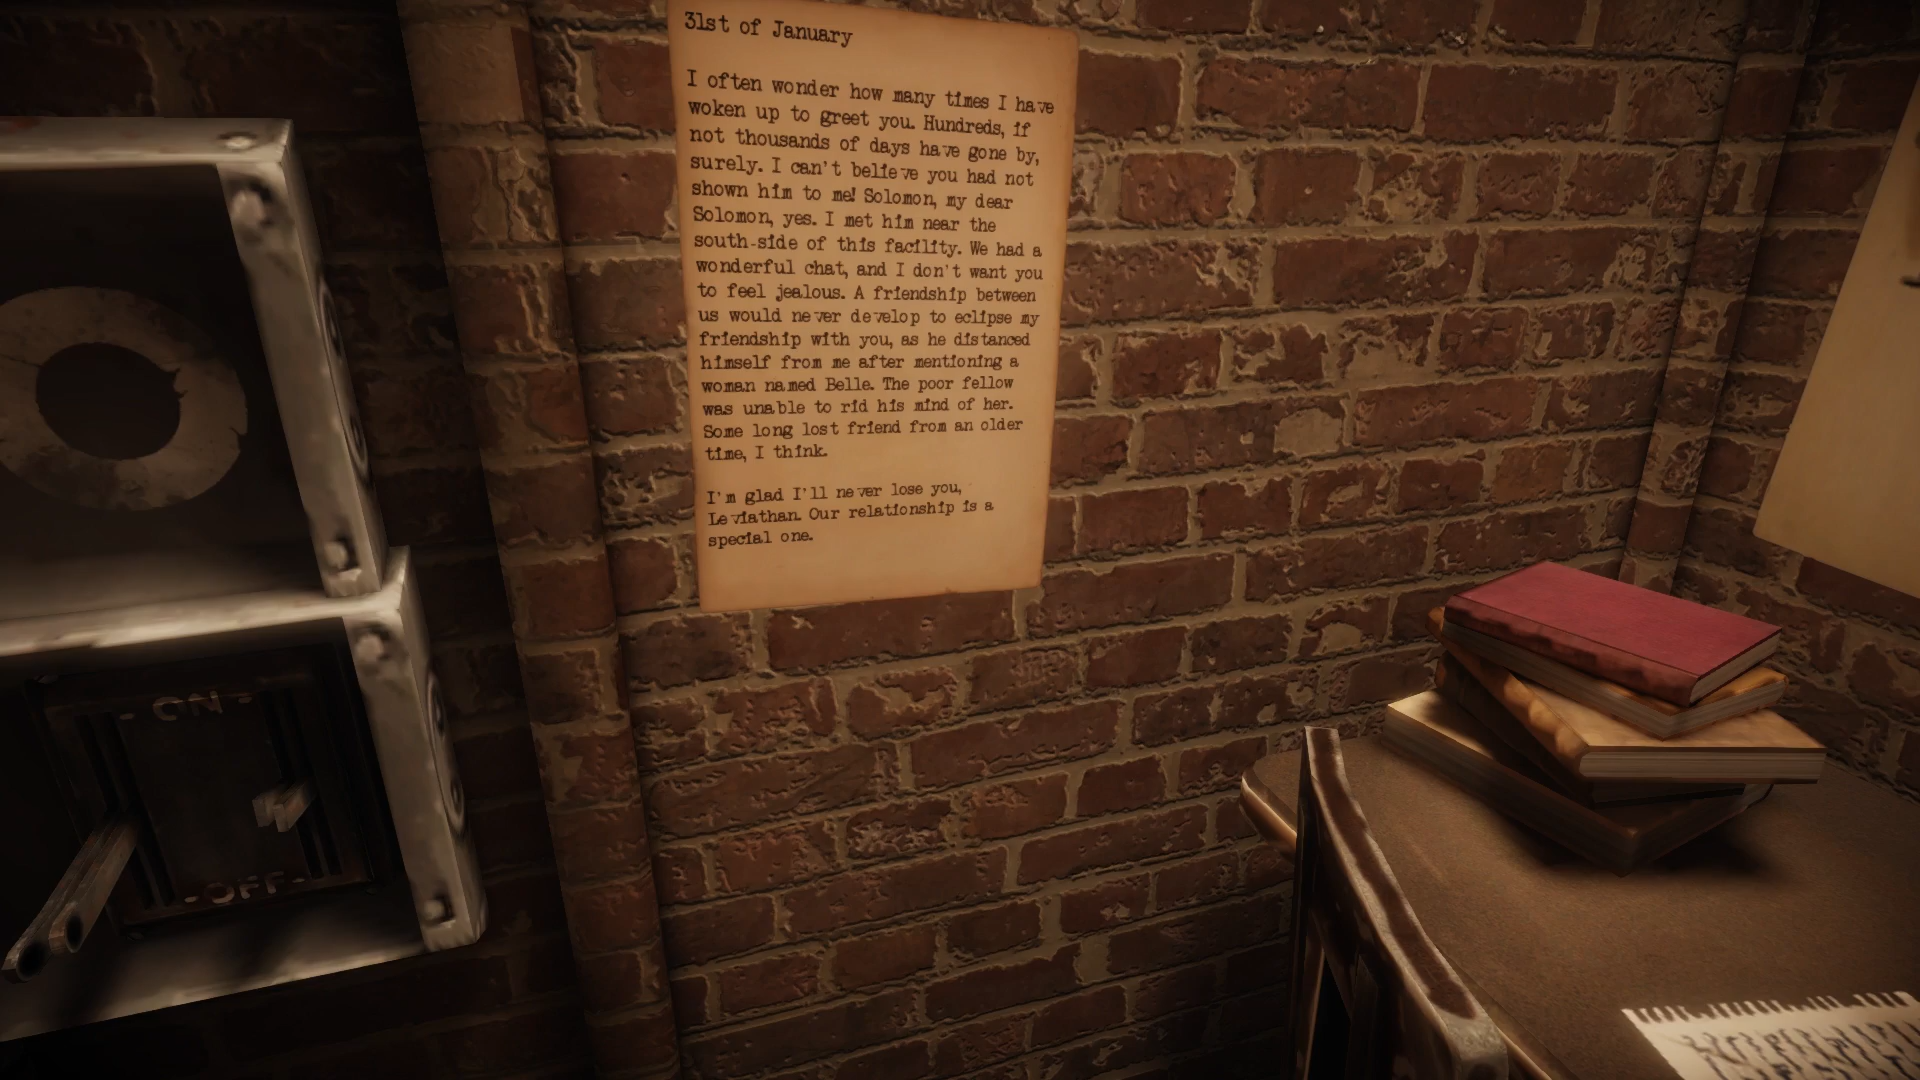 31st of January
I often wonder how many times I have
woken up to greet you. Hundreds, if
not thousands of days have gone by,
surely. I can't believe you had not
shown him to me! Solomon, my dear
Solomon, yes. I met him near the
south-side of this facility. We had a
wonderful chat, and I don't want you
to feel jealous. A friendship between
us would never develop to eclipse my
friendship with you, as he distanced
himself from me after mentioning a
woman named Belle. The poor fellow
was unable to rid his mind of her.
Some long lost friend from an older
time, I think.
I'm glad I'll never lose you,
Leviathan. Our relationship is a
special one.
- ON -
- OFF -